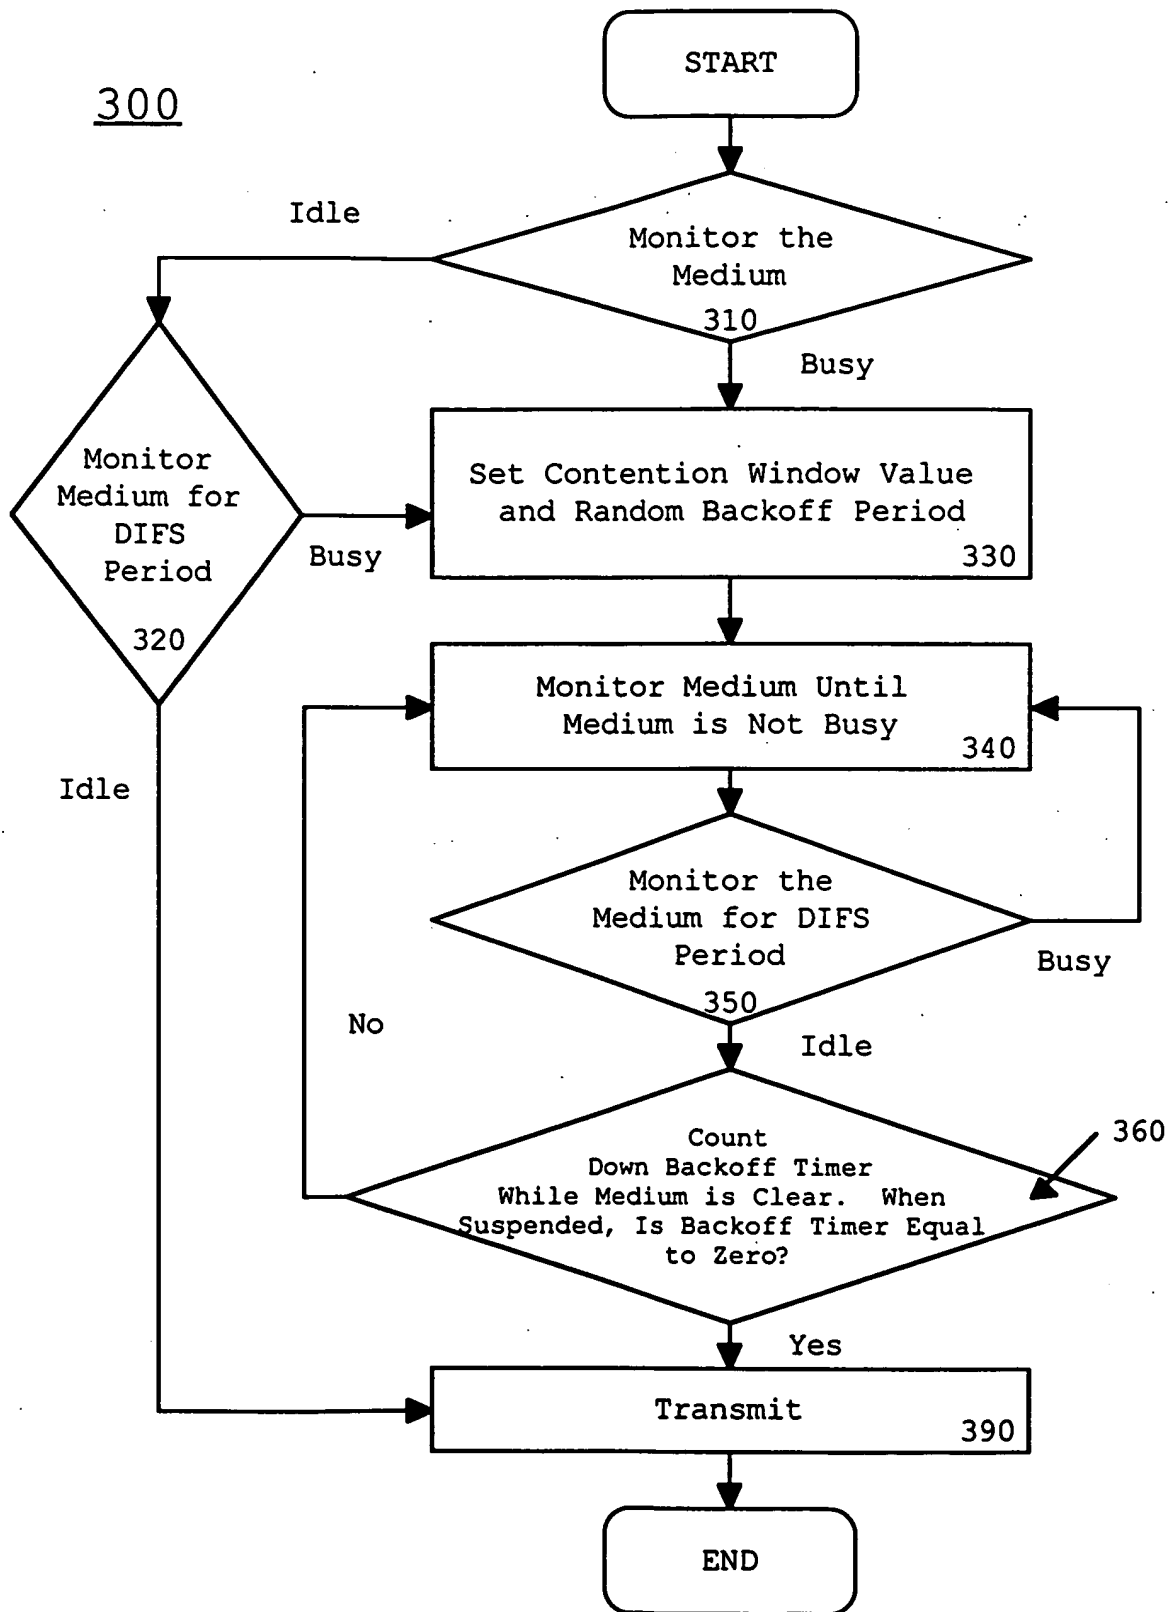 START
300
Idle
Monitor the
Medium
310
Busy
Monitor
Medium for
DIFS
Period
320
Busy
Set Contention Window Value
and Random Backoff Period
330
Monitor Medium Until
Medium is Not Busy
340
Idle
Monitor the
Medium for DIFS
Period
350
Busy
No
Idle
Count
Down Backoff Timer
While Medium is Clear. When
Suspended, Is Backoff Timer Equal
to Zero?
360
Yes
Transmit
390
END